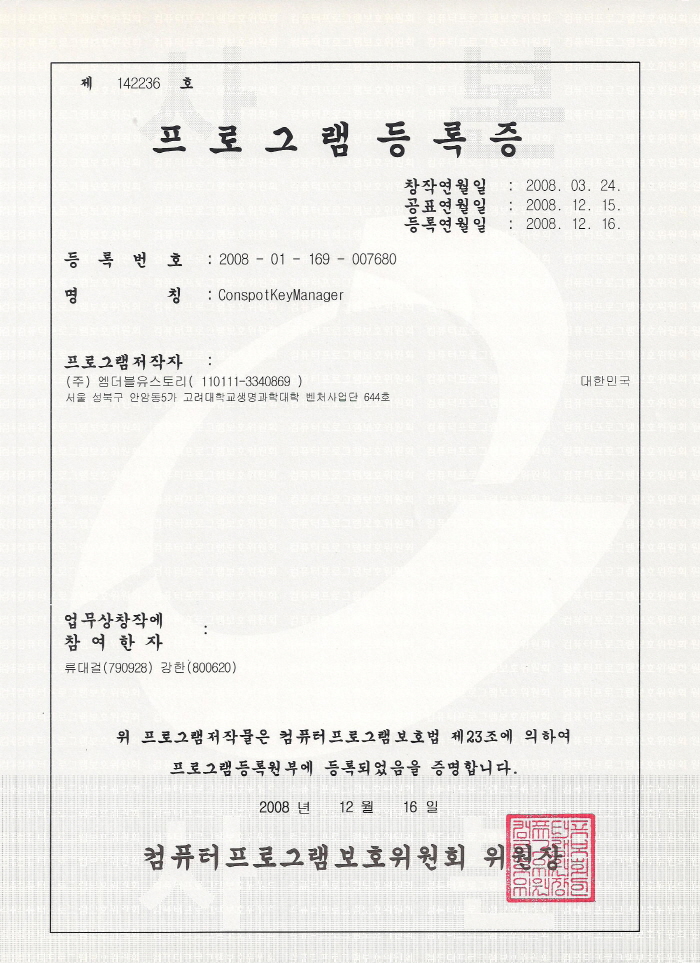 제 142236 호
프로그램등록증
창작연월일 : 2008. 03. 24.
공표연월일 : 2008. 12. 15.
등록연월일 : 2008. 12. 16.
등록번호 : 2008 - 01 - 169 - 007680
명칭 : ConspotKeyManager
프로그램저작자 :
(주) 엠더블유스토리( 110111-3340869 ) 대한민국
서울 성북구 안암동5가 고려대학교생명과학대학 벤처사업단 644호
업무상창작에
참여한자 :
류대걸(790928) 강한(800620)
위 프로그램저작물은 컴퓨터프로그램보호법 제23조에 의하여
프로그램등록원부에 등록되었음을 증명합니다.
2008 년 12 월 16 일
컴퓨터프로그램보호위원회 위원장